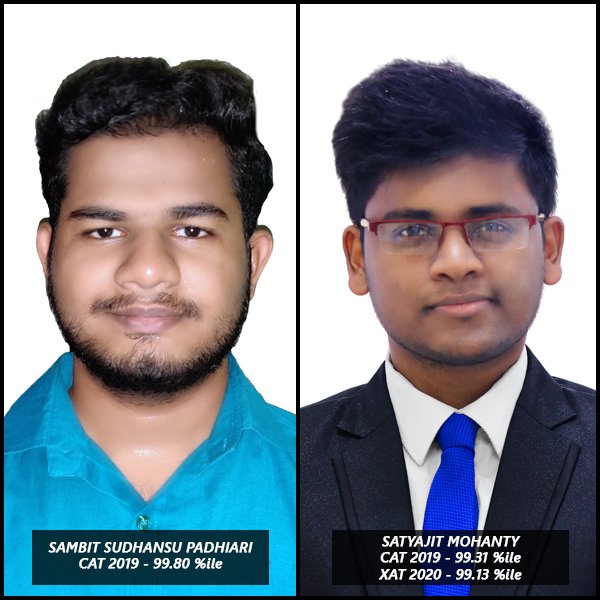 SAMBIT SUDHANSU PADHIARI
CAT 2019 - 99.80 %ile
SATYAJIT MOHANTY
CAT 2019 - 99.31 %ile
XAT 2020 - 99.13 %ile